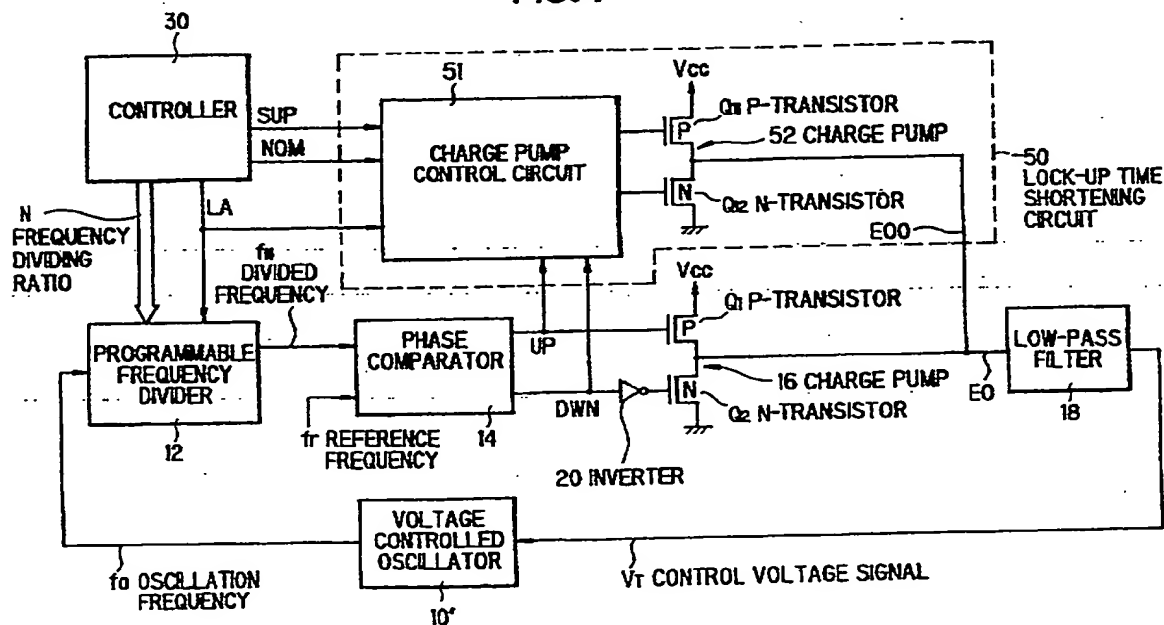 30
CONTROLLER
SUP
NOM
LA
N
FREQUENCY
DIVIDING
RATIO
51
CHARGE PUMP
CONTROL CIRCUIT
Vcc
P
Q11 P-TRANSISTOR
52 CHARGE PUMP
N
Q12 N-TRANSISTOR
50
LOCK-UP TIME
SHORTENING
CIRCUIT
E00
fN
DIVIDED
FREQUENCY
PROGRAMMABLE
FREQUENCY
DIVIDER
12
PHASE
COMPARATOR
14
fr REFERENCE
FREQUENCY
UP
DWN
20 INVERTER
Vcc
P
Q1 P-TRANSISTOR
16 CHARGE PUMP
N
Q2 N-TRANSISTOR
E0
LOW-PASS
FILTER
18
VOLTAGE
CONTROLLED
OSCILLATOR
10'
fo OSCILLATION
FREQUENCY
VT CONTROL VOLTAGE SIGNAL